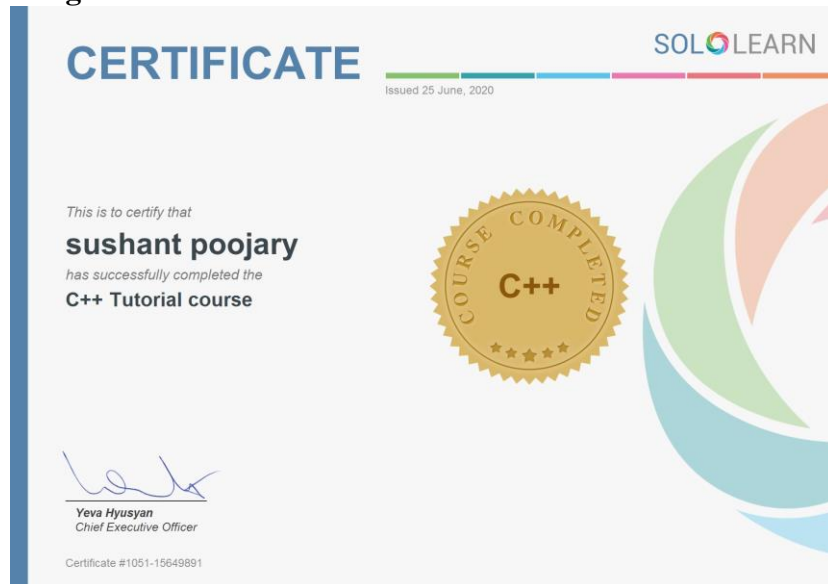 CERTIFICATE
SOLOLEARN
Issued 25 June, 2020
This is to certify that
sushant poojary
has successfully completed the
C++ Tutorial course
COURSE COMPLETED
C++
Yeva Hyusyan
Chief Executive Officer
Certificate #1051-15649891